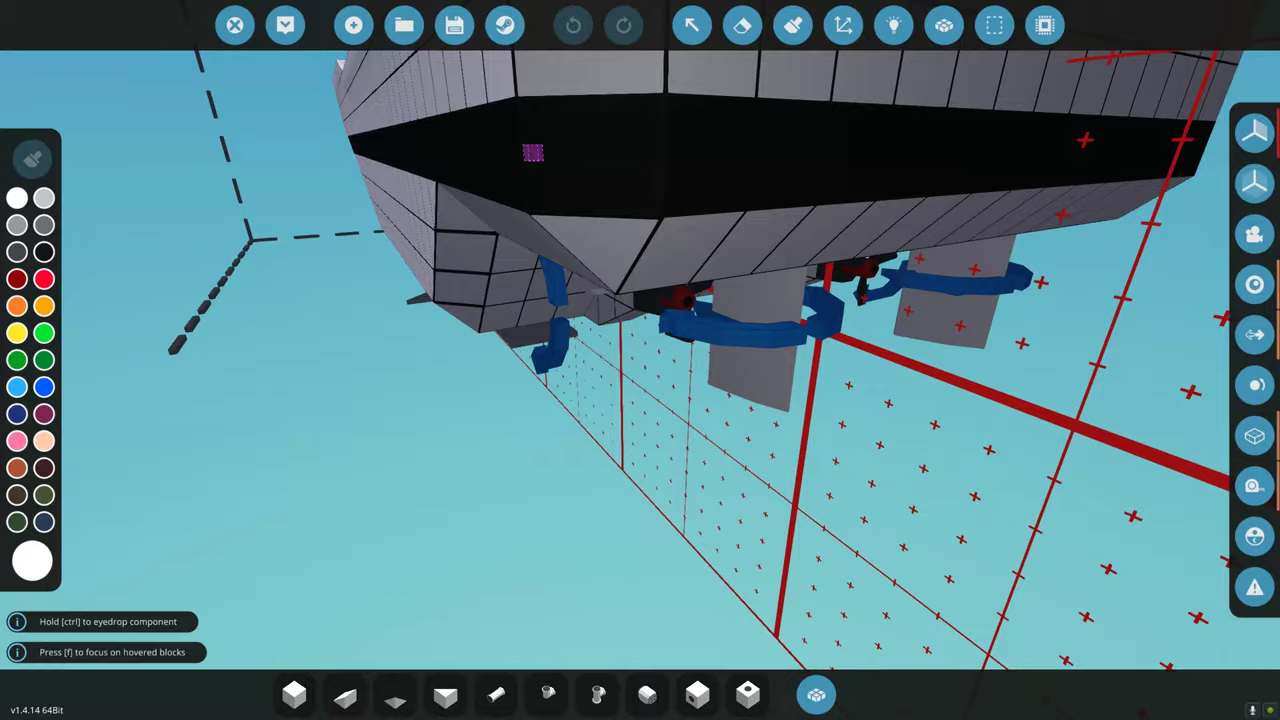 Hold [ctrl] to eyedrop component
Press [f] to focus on hovered blocks
v1.4.14 64Bit